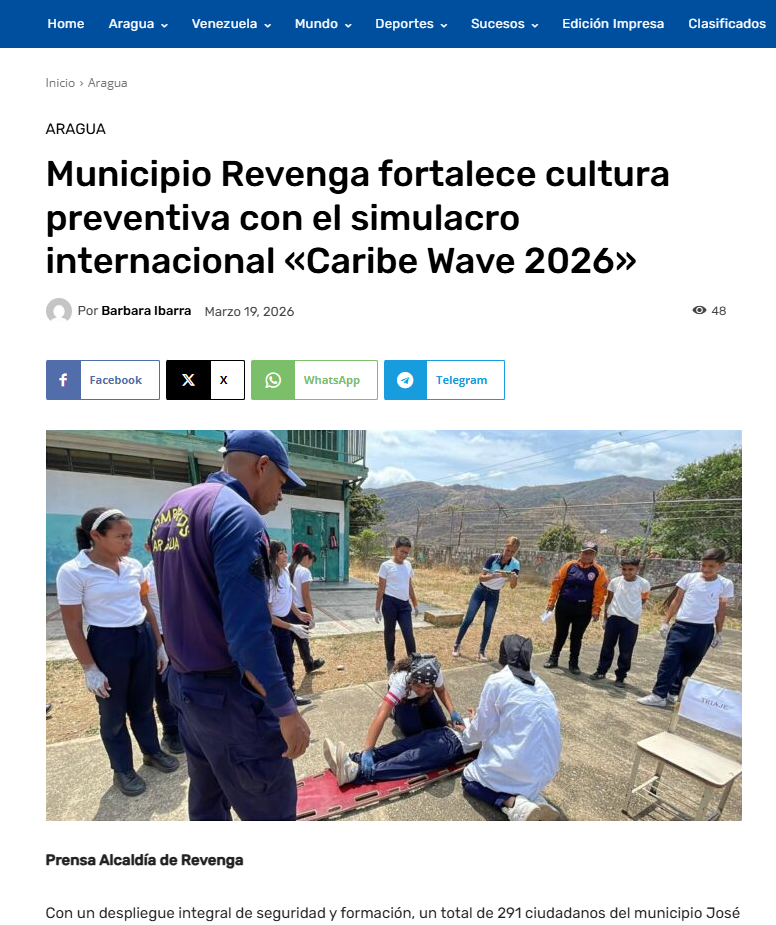 Home Aragua Venezuela Mundo Deportes Sucesos Edición Impresa Clasificados
Inicio › Aragua
ARAGUA
Municipio Revenga fortalece cultura
preventiva con el simulacro
internacional «Caribe Wave 2026»
Por Barbara Ibarra Marzo 19, 2026 48
Facebook X WhatsApp Telegram
BOMBEROS
ARAGUA
TRIAJE
Prensa Alcaldía de Revenga
Con un despliegue integral de seguridad y formación, un total de 291 ciudadanos del municipio José